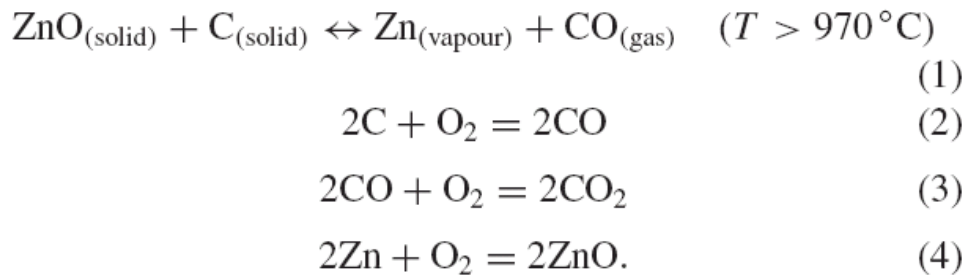 ZnO(solid) + C(solid) ↔ Zn(vapour) + CO(gas) (T > 970 °C)
(1)
2C + O₂ = 2CO (2)
2CO + O₂ = 2CO₂ (3)
2Zn + O₂ = 2ZnO. (4)